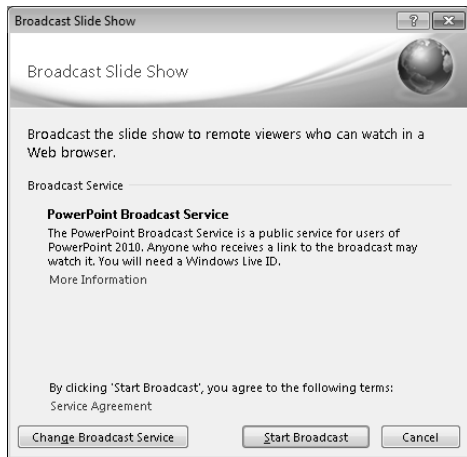 Broadcast Slide Show
Broadcast Slide Show
Broadcast the slide show to remote viewers who can watch in a
Web browser.
Broadcast Service
PowerPoint Broadcast Service
The PowerPoint Broadcast Service is a public service for users of
PowerPoint 2010. Anyone who receives a link to the broadcast may
watch it. You will need a Windows Live ID.
More Information
By clicking 'Start Broadcast', you agree to the following terms:
Service Agreement
Change Broadcast Service Start Broadcast Cancel